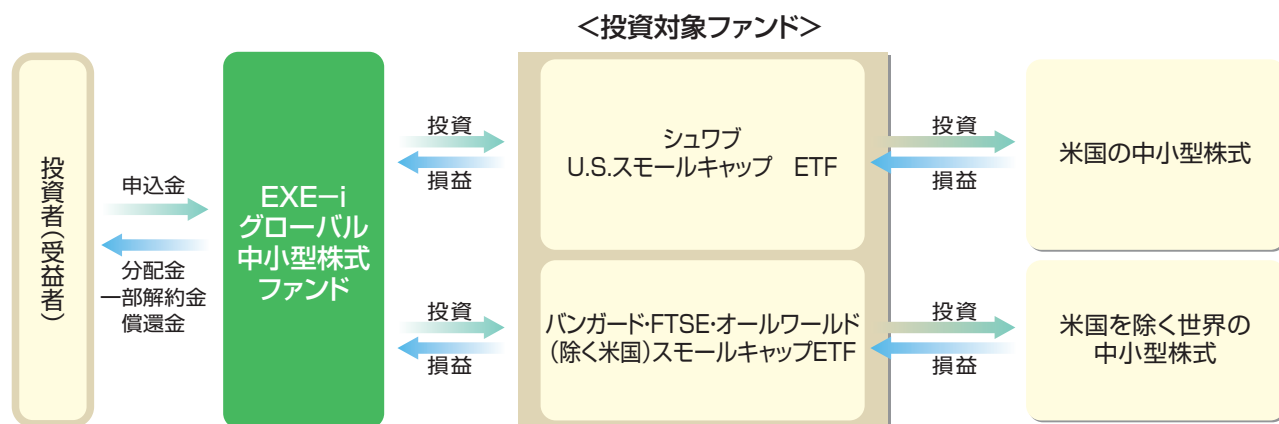 <投資対象ファンド>
投資者(受益者)
申込金
分配金
一部解約金
償還金
EXE-i
グローバル
中小型株式
ファンド
投資
損益
シュワブ
U.S.スモールキャップ ETF
投資
損益
米国の中小型株式
投資
損益
バンガード・FTSE・オールワールド
(除く米国)スモールキャップETF
投資
損益
米国を除く世界の
中小型株式